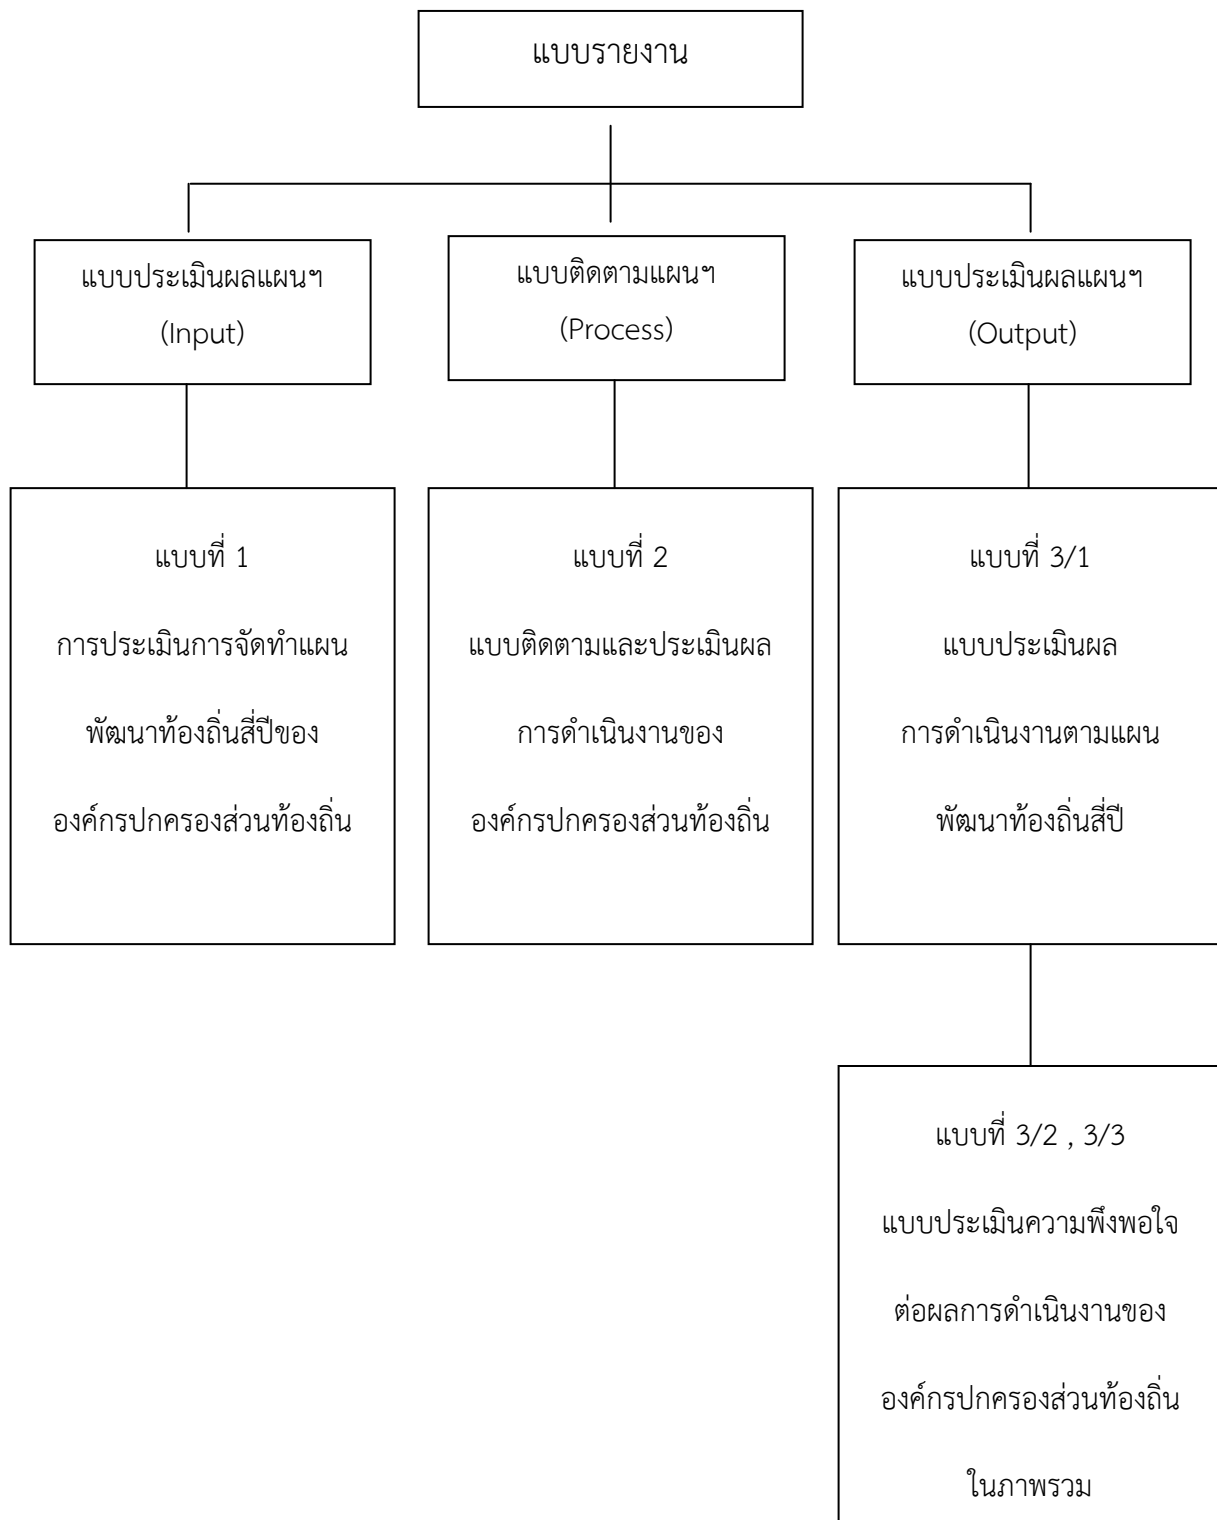 แบบรายงาน
แบบประเมินผลแผนฯ
(Input)
แบบติดตามแผนฯ
(Process)
แบบประเมินผลแผนฯ
(Output)
แบบที่ 1
การประเมินการจัดทำแผน
พัฒนาท้องถิ่นสี่ปีของ
องค์กรปกครองส่วนท้องถิ่น
แบบที่ 2
แบบติดตามและประเมินผล
การดำเนินงานของ
องค์กรปกครองส่วนท้องถิ่น
แบบที่ 3/1
แบบประเมินผล
การดำเนินงานตามแผน
พัฒนาท้องถิ่นสี่ปี
แบบที่ 3/2 , 3/3
แบบประเมินความพึงพอใจ
ต่อผลการดำเนินงานของ
องค์กรปกครองส่วนท้องถิ่น
ในภาพรวม